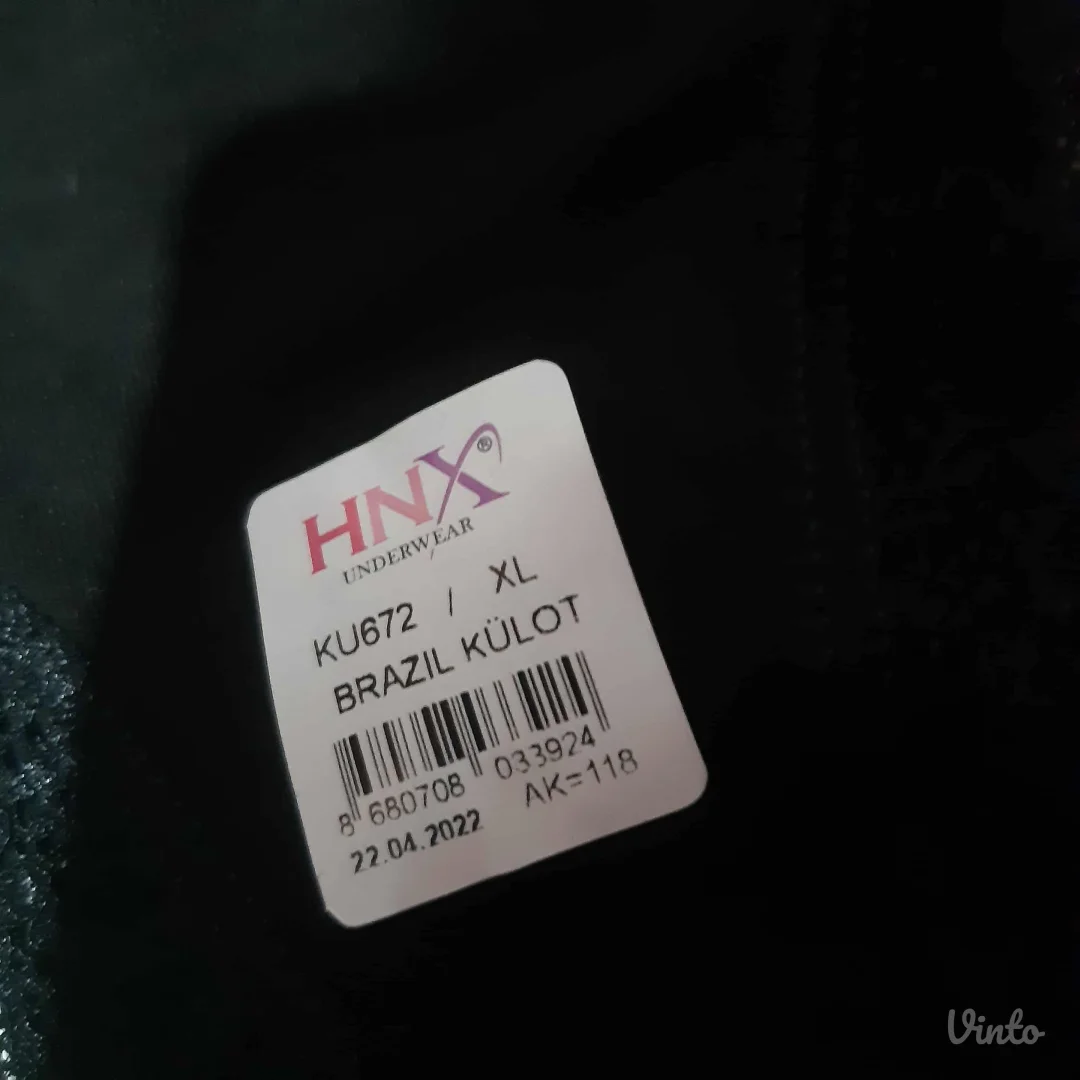 HNX®
UNDERWEAR
KU672 / XL
BRAZIL KÜLOT
8 680708 033924
22.04.2022 AK=118
Vinto